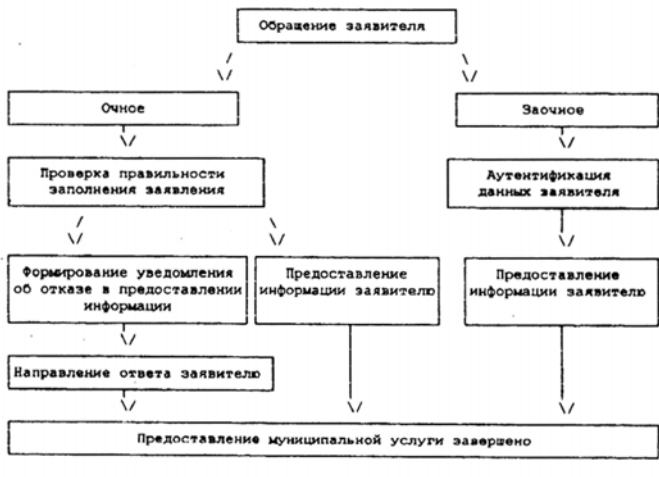 Обращение заявителя
Очное
Заочное
Проверка правильности
заполнения заявления
Аутентификация
данных заявителя
Формирование уведомления
об отказе в предоставлении
информации
Предоставление
информации заявителю
Предоставление
информации заявителю
Направление ответа заявителю
Предоставление муниципальной услуги завершено